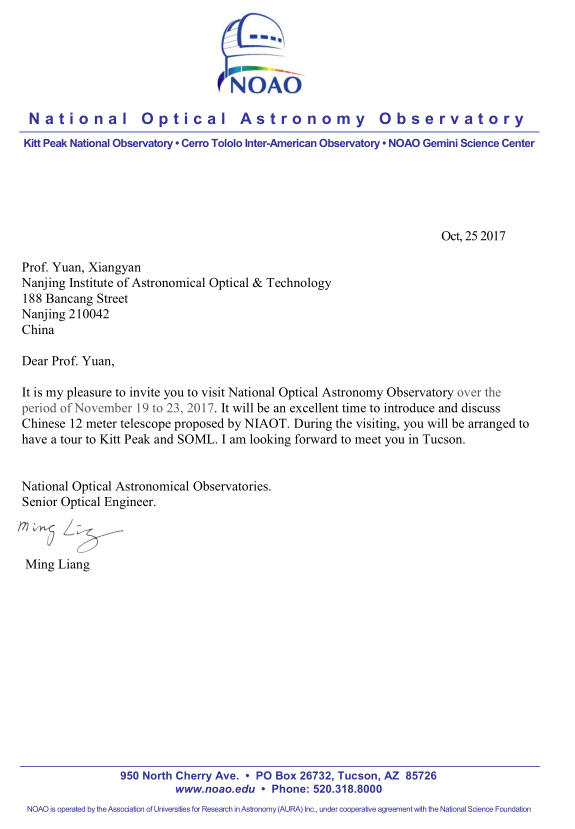 NOAO
National Optical Astronomy Observatory
Kitt Peak National Observatory • Cerro Tololo Inter-American Observatory • NOAO Gemini Science Center
Oct, 25 2017
Prof. Yuan, Xiangyan
Nanjing Institute of Astronomical Optical & Technology
188 Bancang Street
Nanjing 210042
China
Dear Prof. Yuan,
It is my pleasure to invite you to visit National Optical Astronomy Observatory over the
period of November 19 to 23, 2017. It will be an excellent time to introduce and discuss
Chinese 12 meter telescope proposed by NIAOT. During the visiting, you will be arranged to
have a tour to Kitt Peak and SOML. I am looking forward to meet you in Tucson.
National Optical Astronomical Observatories.
Senior Optical Engineer.
Ming Liang
Ming Liang
950 North Cherry Ave. • PO Box 26732, Tucson, AZ 85726
www.noao.edu • Phone: 520.318.8000
NOAO is operated by the Association of Universities for Research in Astronomy (AURA) Inc., under cooperative agreement with the National Science Foundation